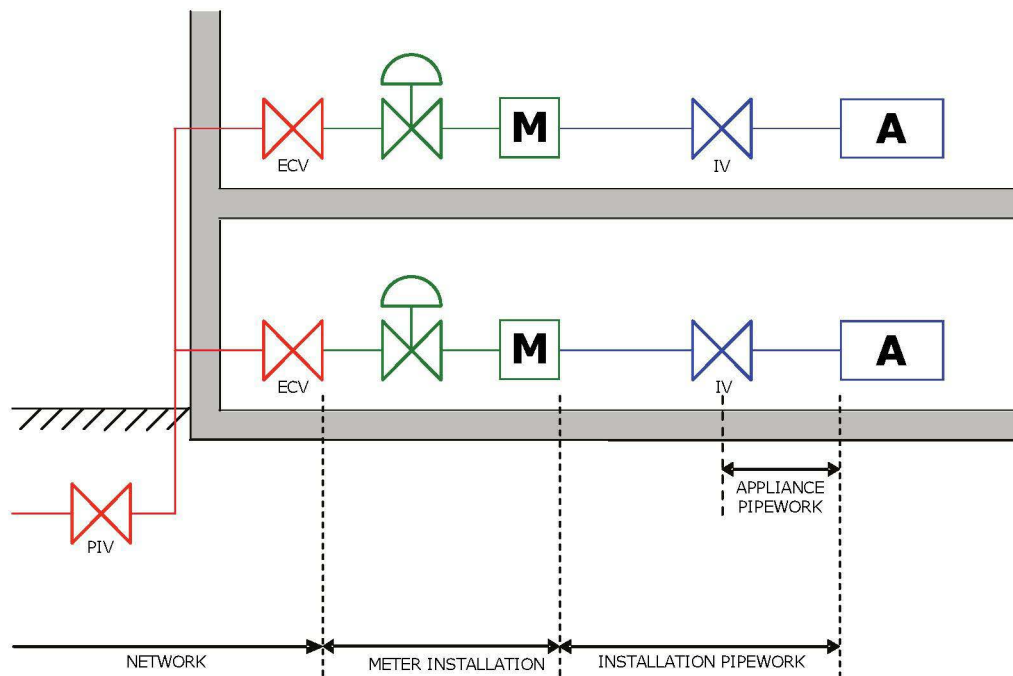 M
A
ECV
IV
M
A
ECV
IV
APPLIANCE
PIPEWORK
PIV
NETWORK
METER INSTALLATION
INSTALLATION PIPEWORK